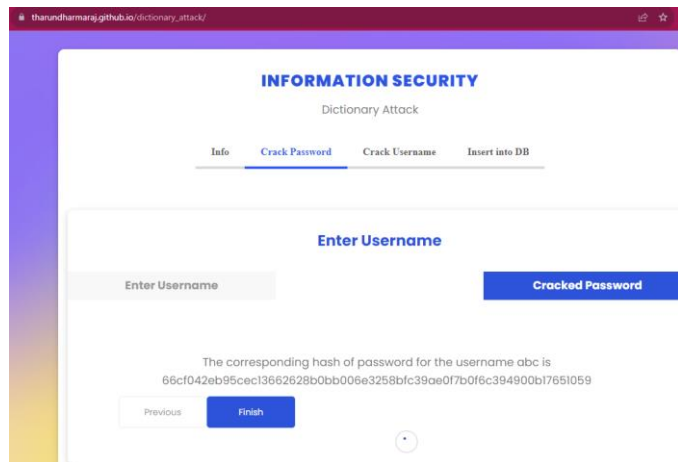 tharundharmaraj.github.io/dictionary_attack/
INFORMATION SECURITY
Dictionary Attack
Info Crack Password Crack Username Insert into DB
Enter Username
Enter Username Cracked Password
The corresponding hash of password for the username abc is
66cf042eb95cec13662628b0bb006e3258bfc39ae0f7b0f6c394900b17651059
Previous Finish